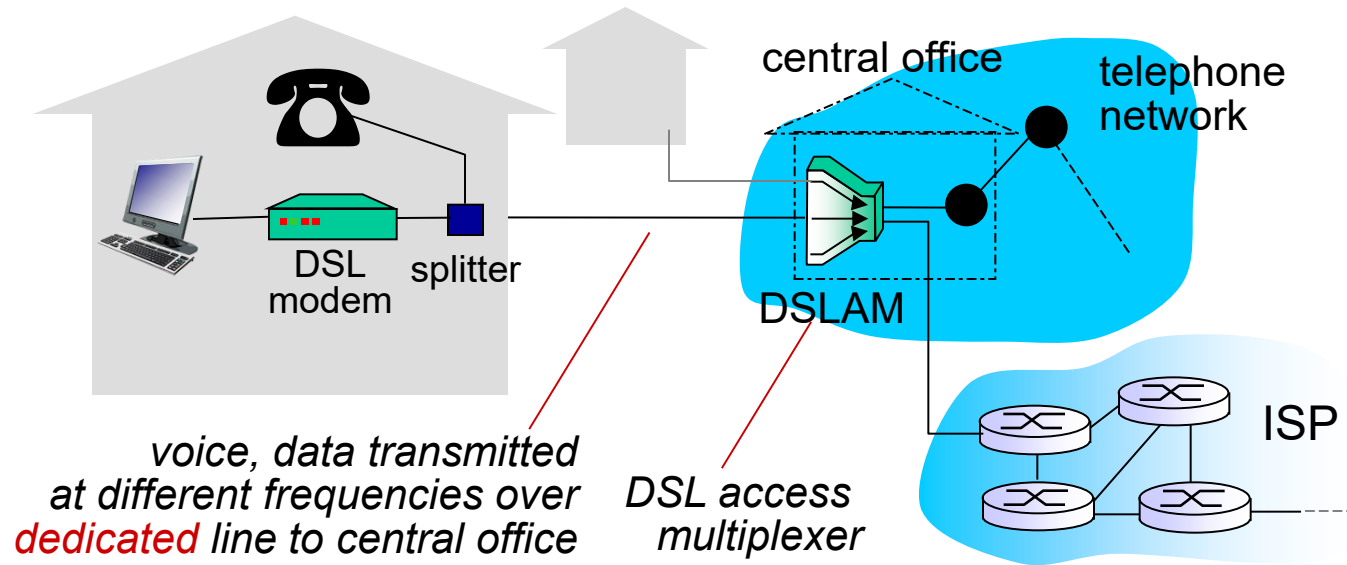 central office
telephone
network
DSL
modem
splitter
DSLAM
ISP
voice, data transmitted
at different frequencies over
dedicated line to central office
DSL access
multiplexer